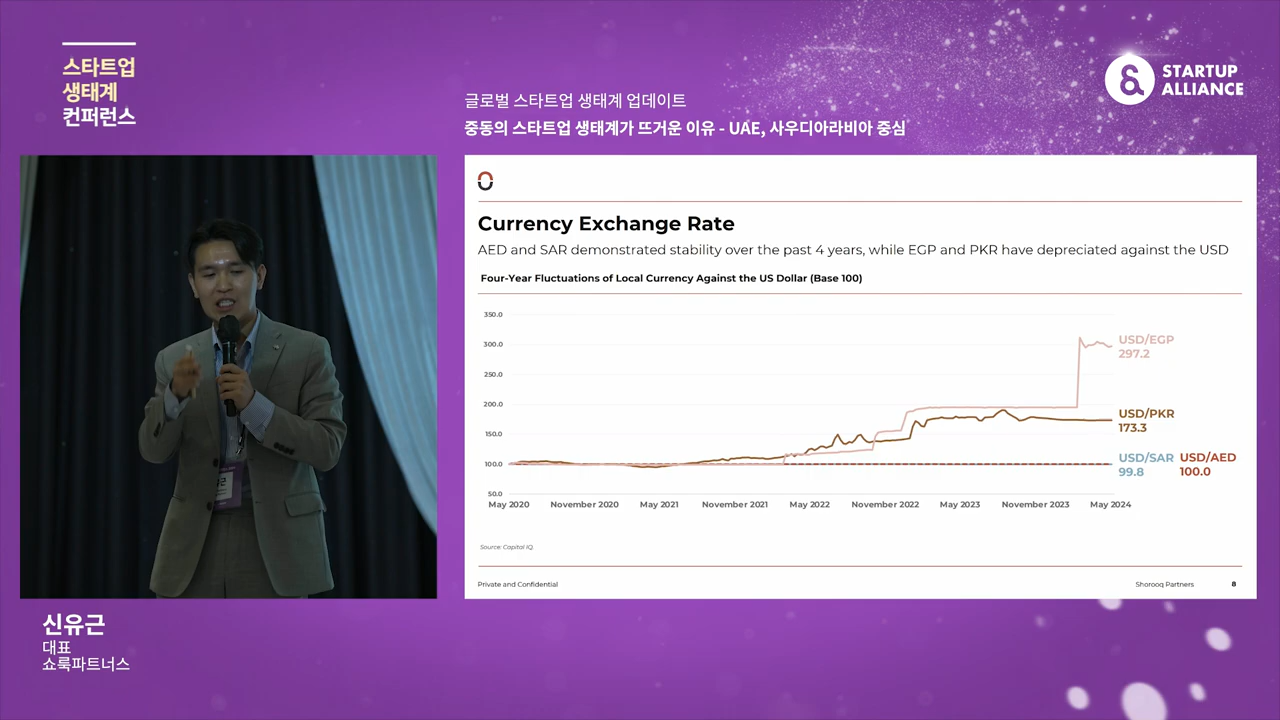 스타트업
생태계
컨퍼런스
STARTUP
ALLIANCE
글로벌 스타트업 생태계 업데이트
중동의 스타트업 생태계가 뜨거운 이유 - UAE, 사우디아라비아 중심
Currency Exchange Rate
AED and SAR demonstrated stability over the past 4 years, while EGP and PKR have depreciated against the USD
Four-Year Fluctuations of Local Currency Against the US Dollar (Base 100)
350.0
300.0
250.0
200.0
150.0
100.0
50.0
USD/EGP
297.2
USD/PKR
173.3
USD/SAR USD/AED
99.8 100.0
May 2020 November 2020 May 2021 November 2021 May 2022 November 2022 May 2023 November 2023 May 2024
Source: Capital IQ.
Private and Confidential Shorooq Partners 8
신유근
대표
쇼룩파트너스